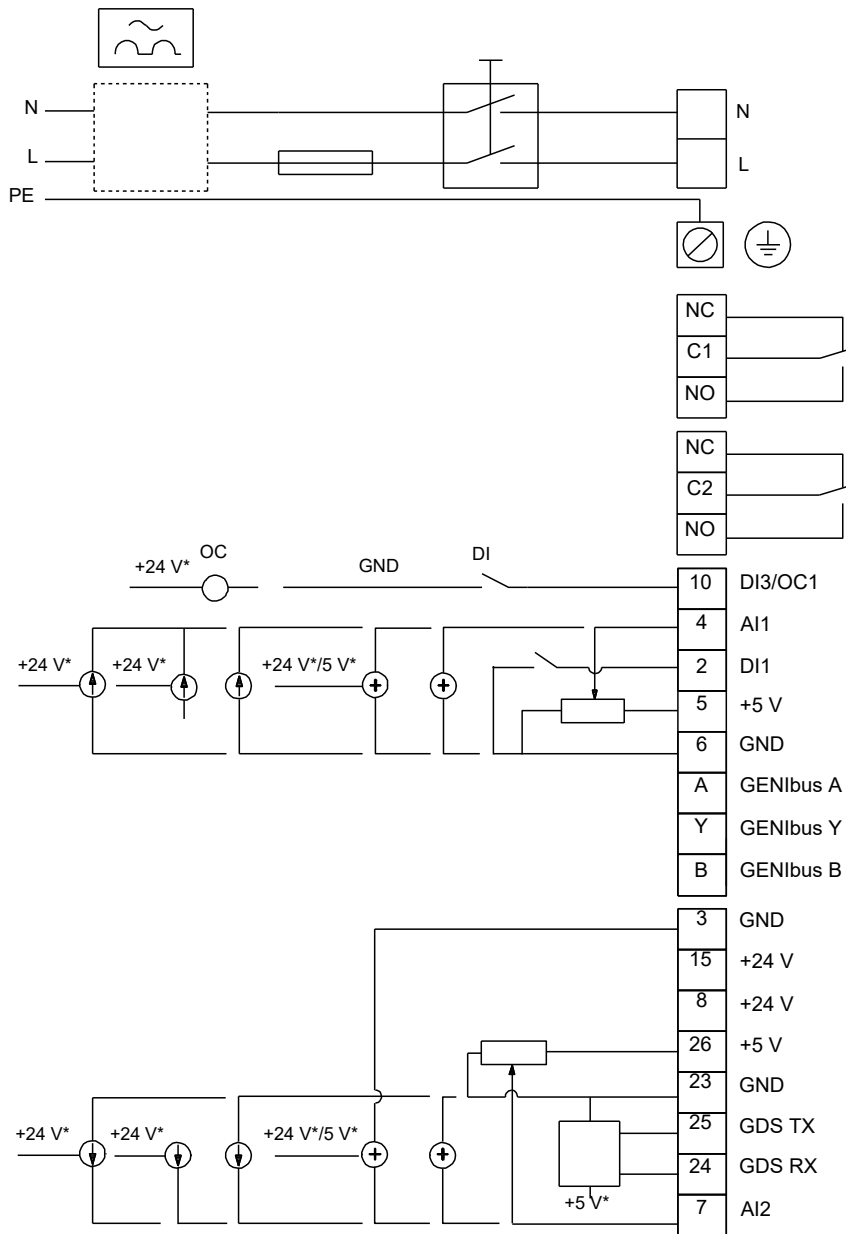 N
N
L
L
PE
NC
C1
NO
NC
C2
NO
+24 V*
OC
GND
DI
10 DI3/OC1
4 AI1
+24 V*
+24 V*
+24 V*/5 V*
2 DI1
5 +5 V
6 GND
A GENIbus A
Y GENIbus Y
B GENIbus B
3 GND
15 +24 V
8 +24 V
26 +5 V
23 GND
25 GDS TX
+24 V*
+24 V*
+24 V*/5 V*
24 GDS RX
+5 V*
7 AI2